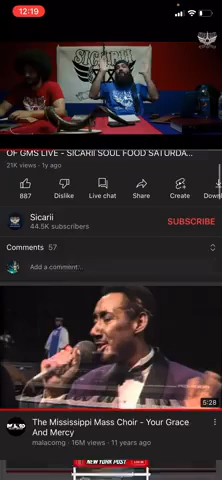 12:19
SICARII
OF GMS LIVE - SICARII SOUL FOOD SATURDA...
21K views · 1y ago
887
Dislike
Live chat
Share
Create
Down
Sicarii
44.5K subscribers
SUBSCRIBE
Comments 57
Add a comment...
5:28
The Mississippi Mass Choir - Your Grace
And Mercy
malacomg · 16M views · 11 years ago
NEW YORK POST